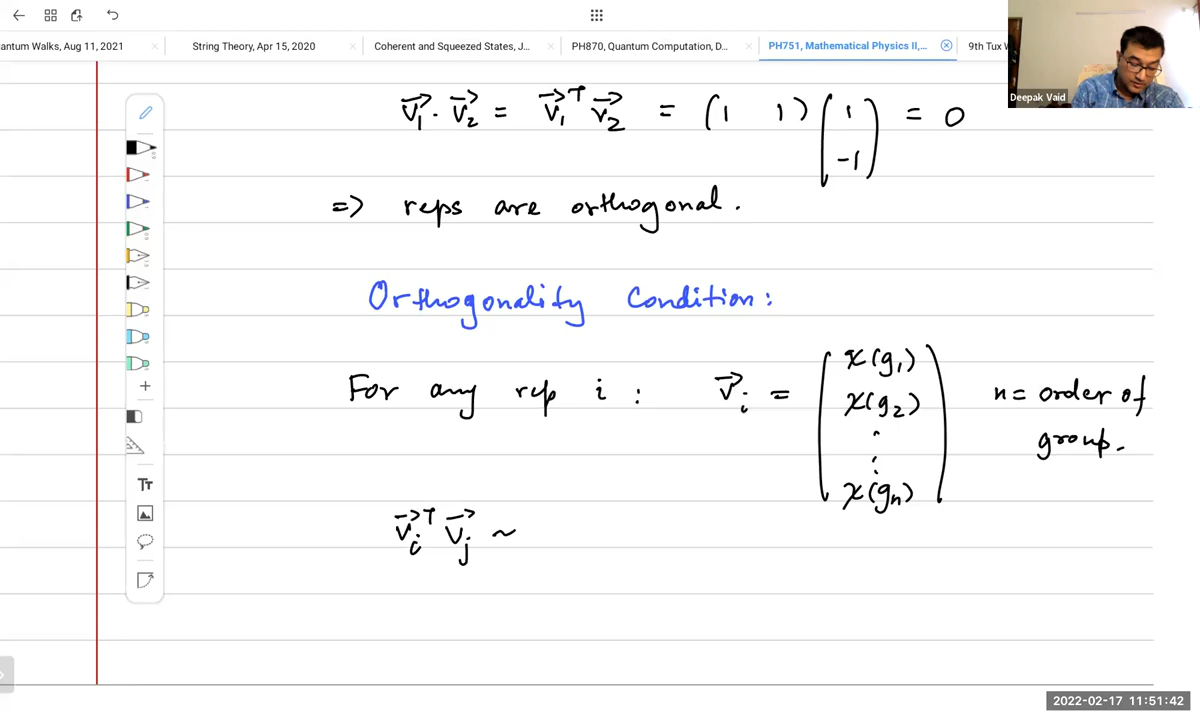 antum Walks, Aug 11, 2021 String Theory, Apr 15, 2020 Coherent and Squeezed States, J... PH870, Quantum Computation, D... PH751, Mathematical Physics II,... 9th Tux W
Deepak Vaid
v⃗₁ · v⃗₂ = v⃗₁ᵀ v⃗₂ = (1 1) (1 -1) = 0
=> reps are orthogonal.
Orthogonality Condition:
For any rep i : v⃗ᵢ = (χ(g₁) χ(g₂) ⋮ χ(gₙ)) n = order of group.
v⃗ᵢᵀ v⃗ⱼ ~
Tт
2022-02-17 11:51:42